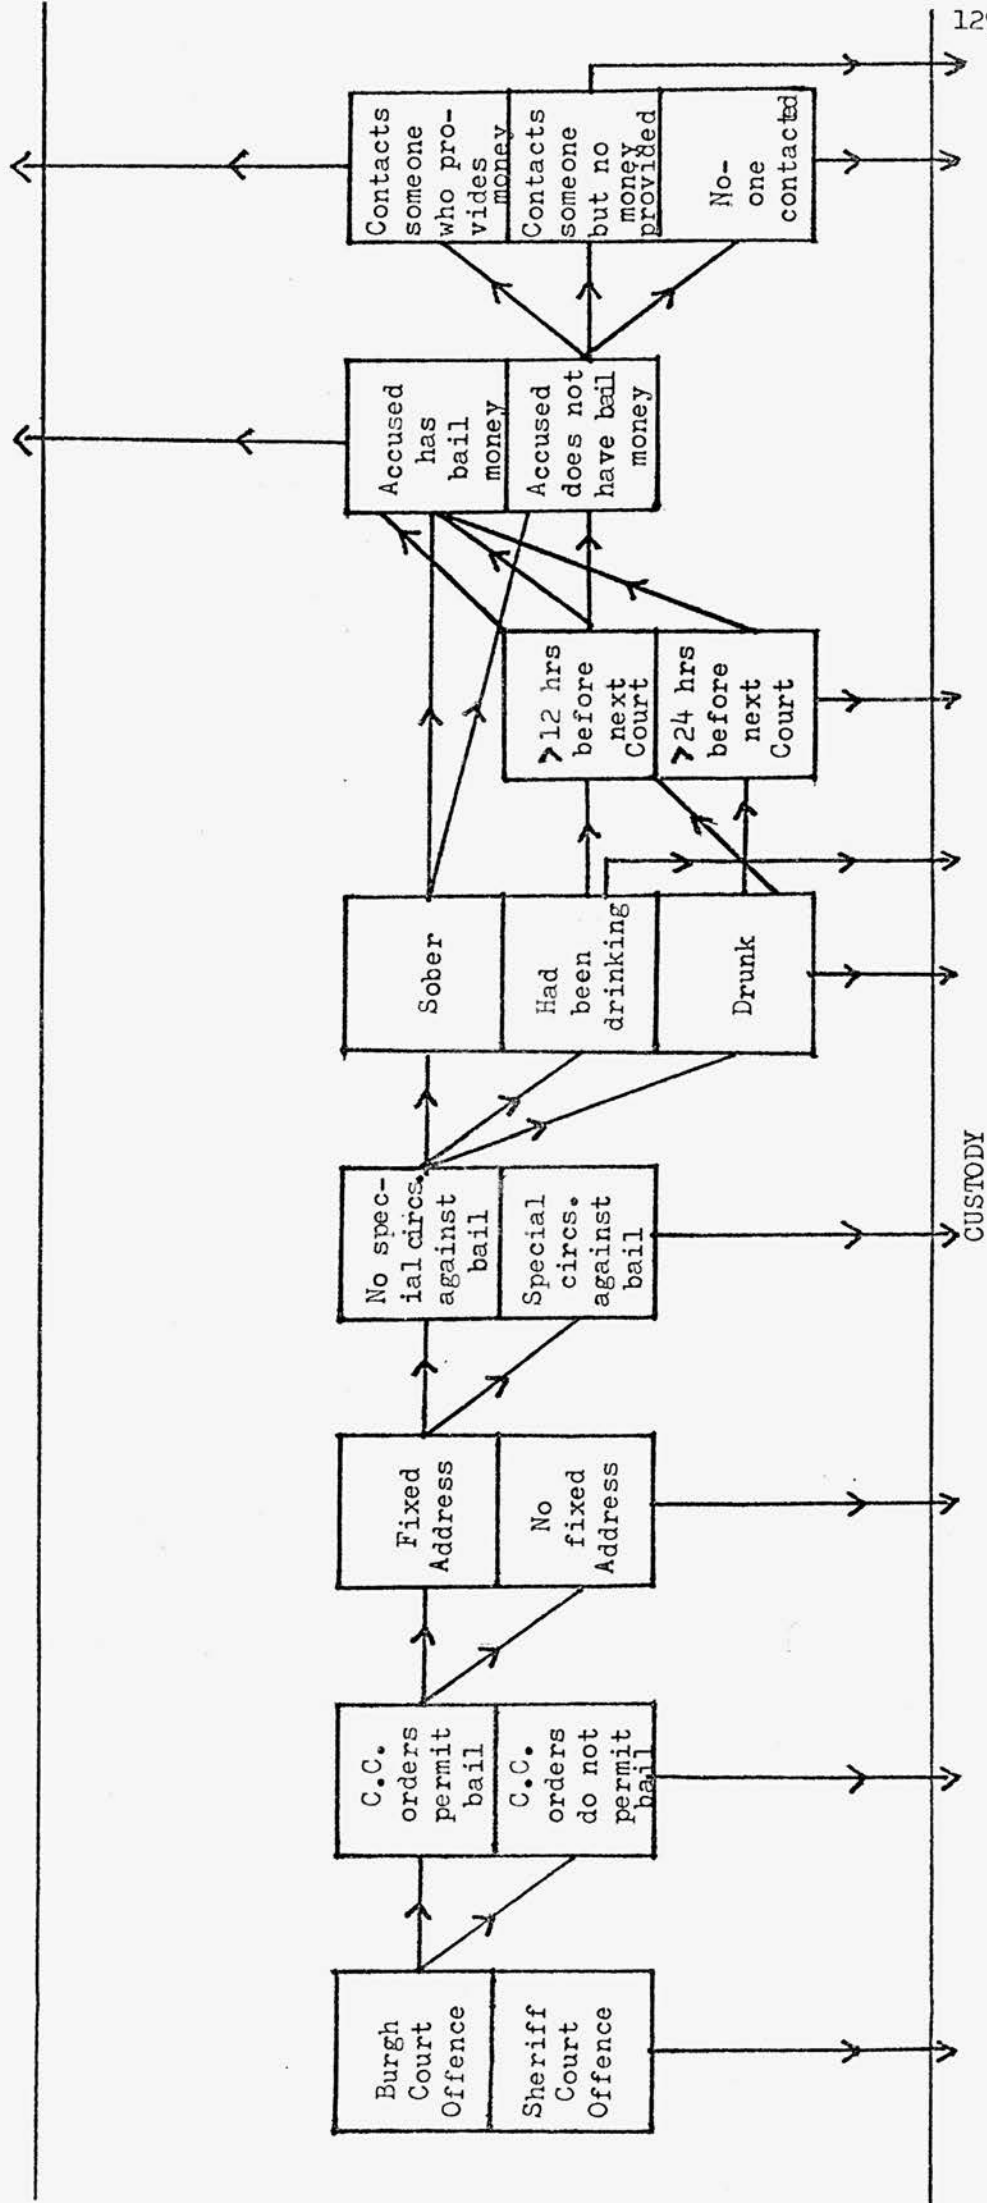 129
Burgh
Court
Offence
Sheriff
Court
Offence
C.C.
orders
permit
bail
C.C.
orders
do not
permit
bail
Fixed
Address
No
fixed
Address
No spec-
ial circs.
against
bail
Special
circs.
against
bail
Sober
Had
been
drinking
Drunk
>12 hrs
before
next
Court
>24 hrs
before
next
Court
Accused
has
bail
money
Accused
does not
have bail
money
Contacts
someone
who pro-
vides
money
Contacts
someone
but no
money
provided
No-
one
contacted
CUSTODY